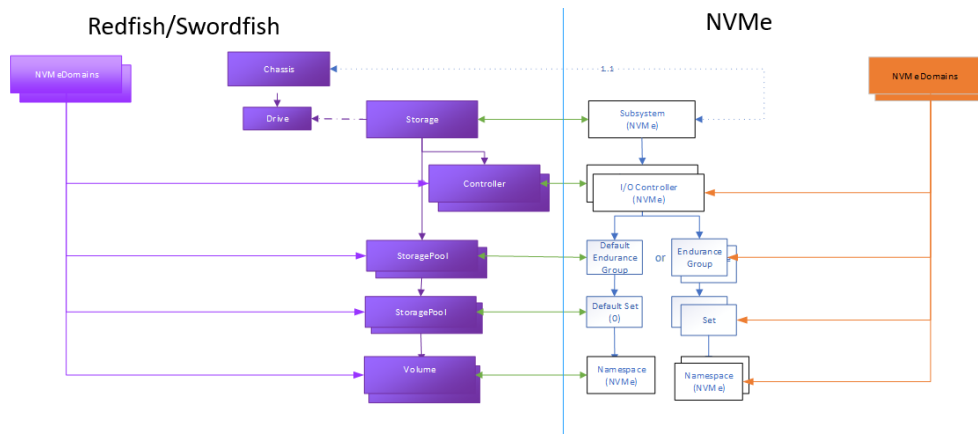 Redfish/Swordfish
NVMe
NVMeDomains
Chassis
1..1
NVMeDomains
Drive
Storage
Subsystem
(NVMe)
Controller
I/O Controller
(NVMe)
StoragePool
Default
Endurance
Group
or
Endurance
Group
StoragePool
Default Set
(0)
Set
Volume
Namespace
(NVMe)
Namespace
(NVMe)